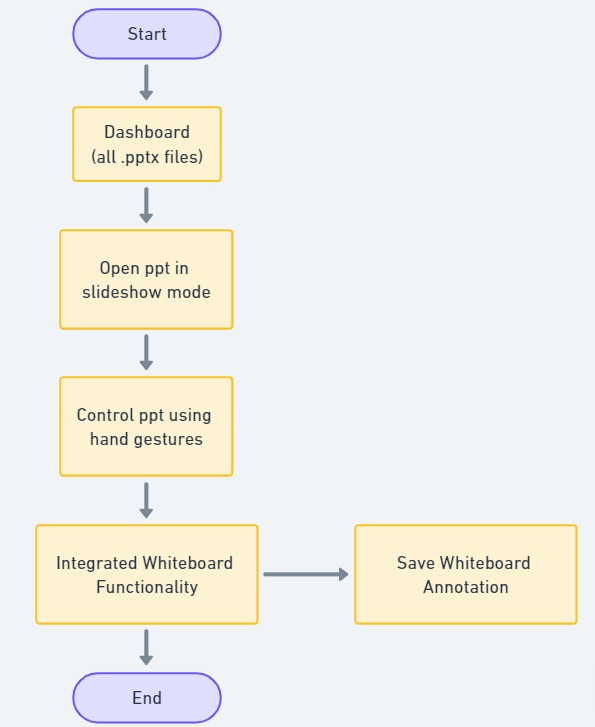 Start
Dashboard
(all .pptx files)
Open ppt in
slideshow mode
Control ppt using
hand gestures
Integrated Whiteboard
Functionality
Save Whiteboard
Annotation
End